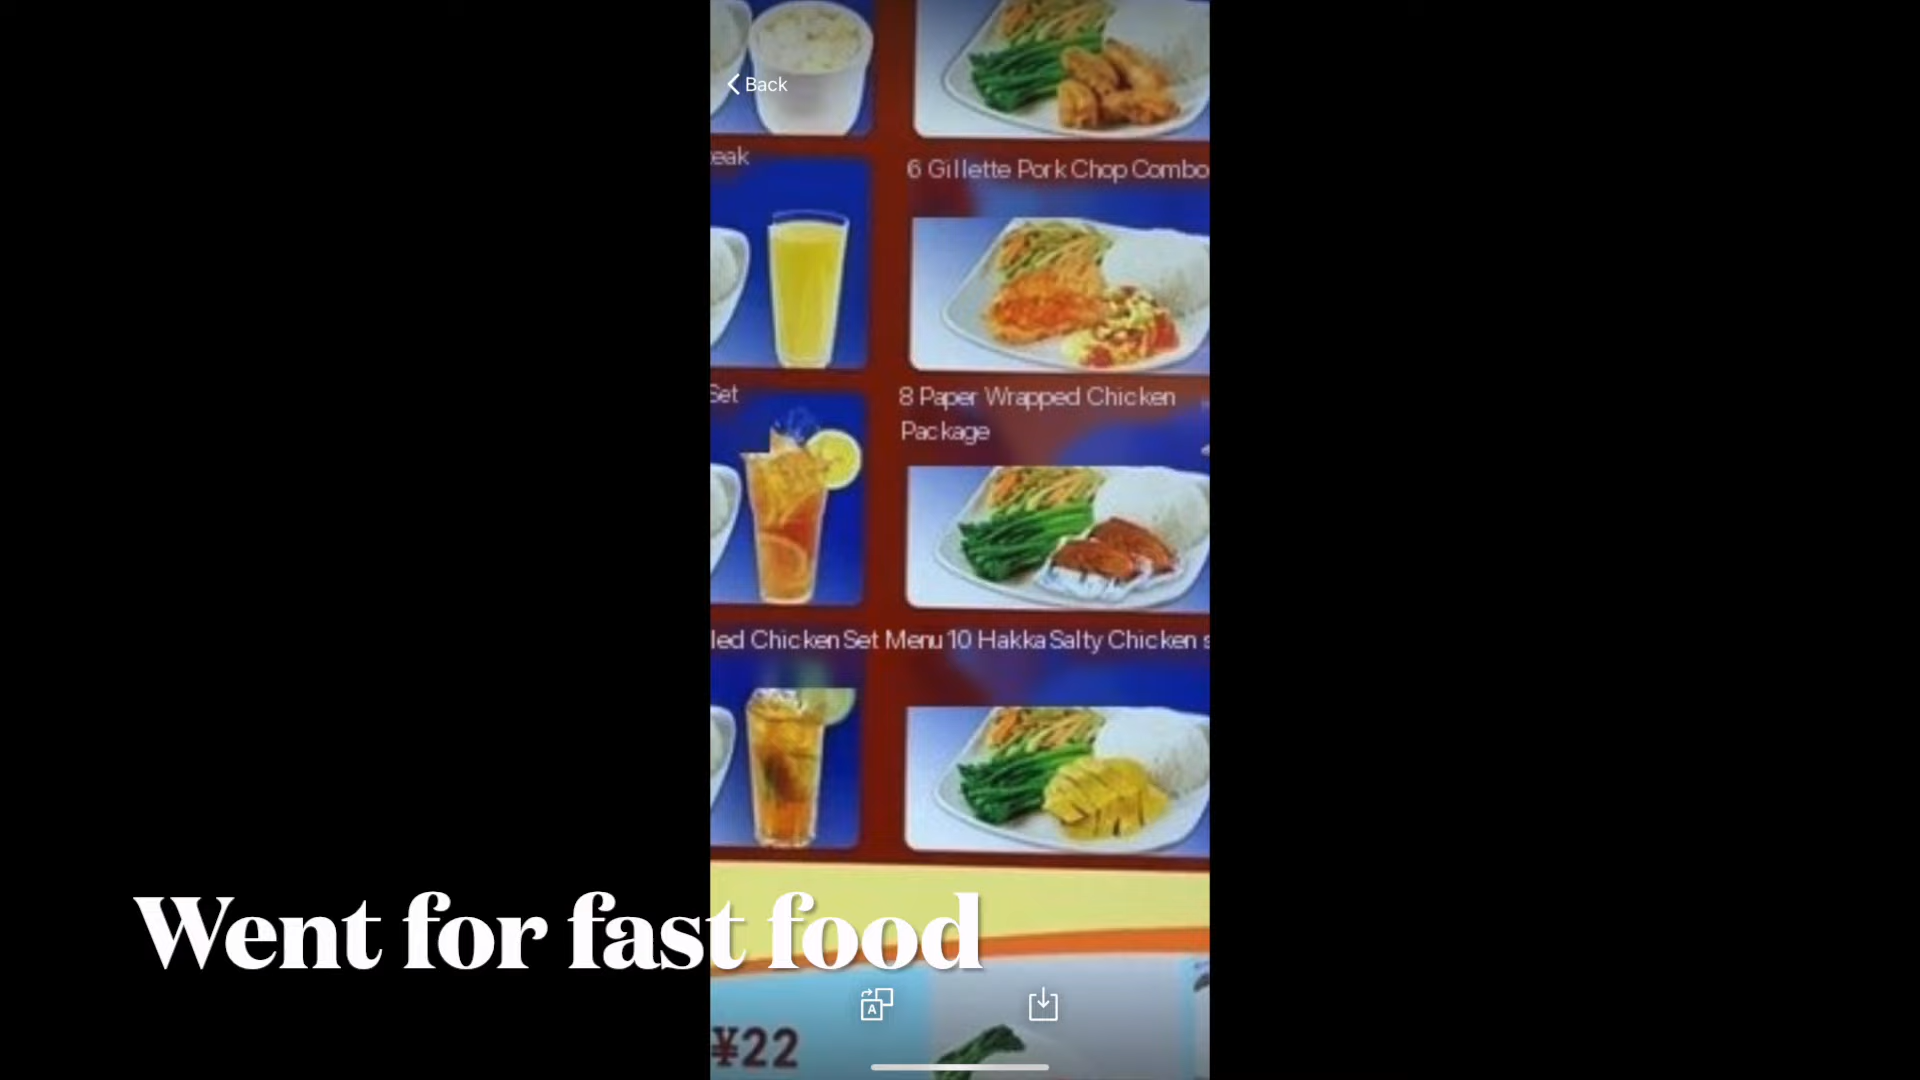 Back
eak
6 Gillette Pork Chop Combo
Set
8 Paper Wrapped Chicken
Package
led Chicken Set Menu 10 Hakka Salty Chicken s
Went for fast food
A
¥22